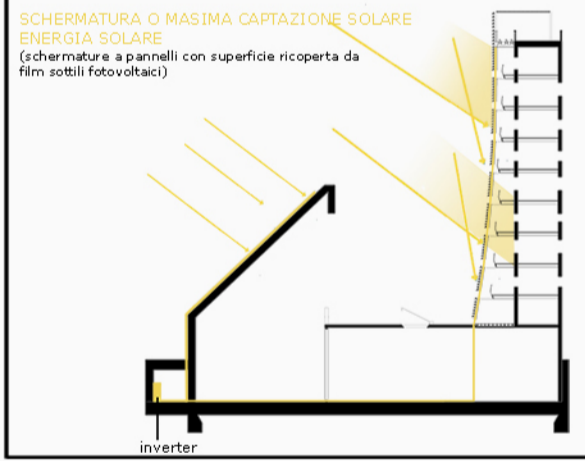 SCHERMATURA O MASIMA CAPTAZIONE SOLARE
ENERGIA SOLARE
(schermature a pannelli con superficie ricoperta da
film sottili fotovoltaici)
inverter